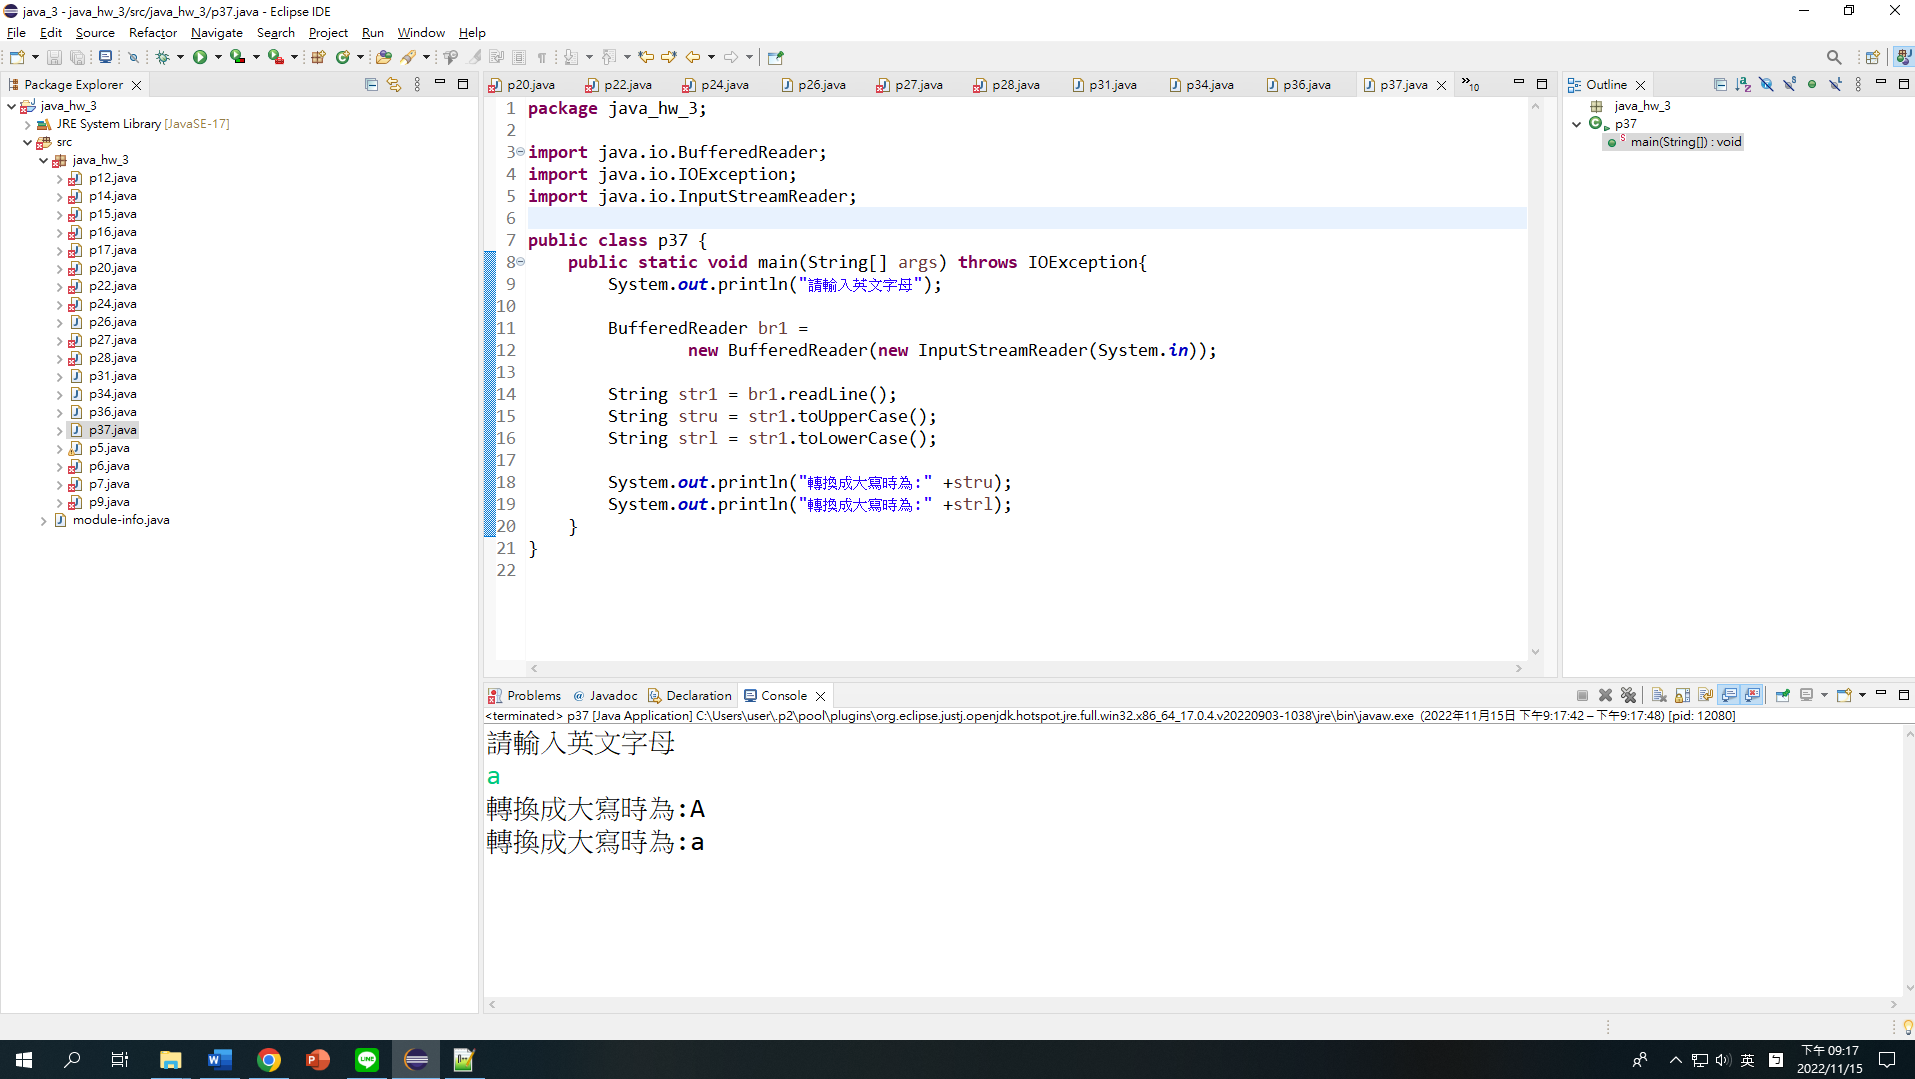 java_3 - java_hw_3/src/java_hw_3/p37.java - Eclipse IDE
File Edit Source Refactor Navigate Search Project Run Window Help
Package Explorer
java_hw_3
JRE System Library [JavaSE-17]
src
java_hw_3
p12.java
p14.java
p15.java
p16.java
p17.java
p20.java
p22.java
p24.java
p26.java
p27.java
p28.java
p31.java
p34.java
p36.java
p37.java
p5.java
p6.java
p7.java
p9.java
module-info.java
p20.java p22.java p24.java p26.java p27.java p28.java p31.java p34.java p36.java p37.java »10
1 package java_hw_3;
2
3 import java.io.BufferedReader;
4 import java.io.IOException;
5 import java.io.InputStreamReader;
6
7 public class p37 {
8 public static void main(String[] args) throws IOException{
9 System.out.println("請輸入英文字母");
10
11 BufferedReader br1 =
12 new BufferedReader(new InputStreamReader(System.in));
13
14 String str1 = br1.readLine();
15 String stru = str1.toUpperCase();
16 String strl = str1.toLowerCase();
17
18 System.out.println("轉換成大寫時為:" +stru);
19 System.out.println("轉換成大寫時為:" +strl);
20 }
21 }
22
Outline
java_hw_3
p37
main(String[]) : void
Problems @ Javadoc Declaration Console
<terminated> p37 [Java Application] C:\Users\user\.p2\pool\plugins\org.eclipse.justj.openjdk.hotspot.jre.full.win32.x86_64_17.0.4.v20220903-1038\jre\bin\javaw.exe (2022年11月15日 下午9:17:42 – 下午9:17:48) [pid: 12080]
請輸入英文字母
a
轉換成大寫時為:A
轉換成大寫時為:a
英
下午 09:17
2022/11/15